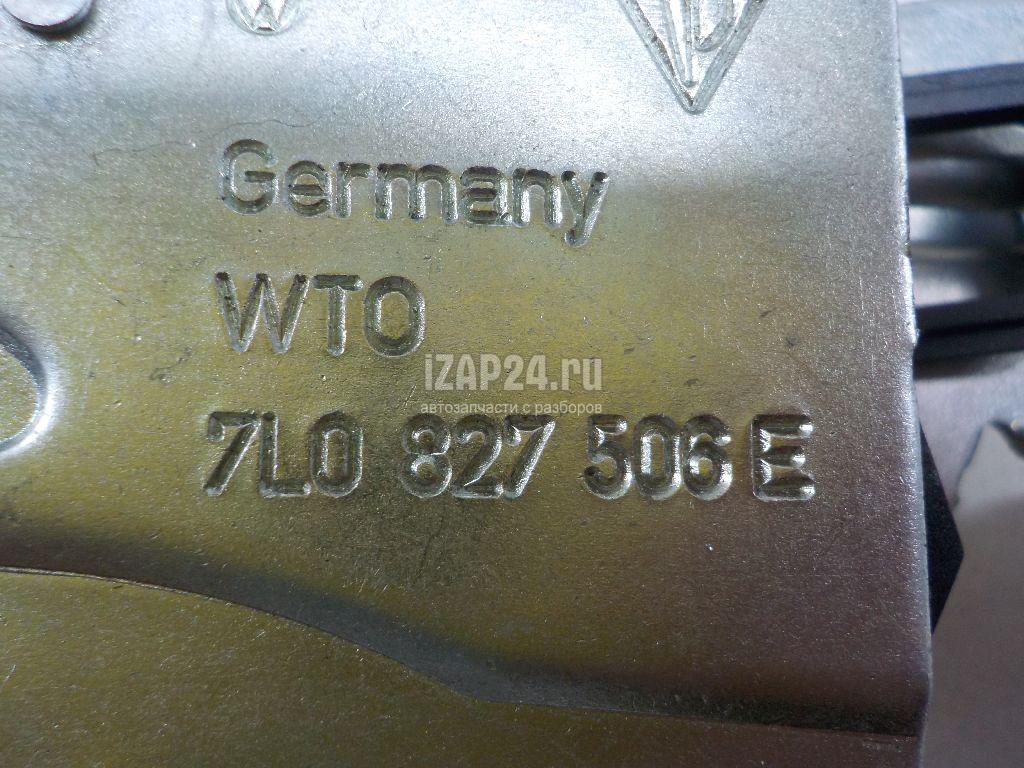 Germany
WTO
iZAP24.ru
автозапчасти с разборов
7L0 827 506 E